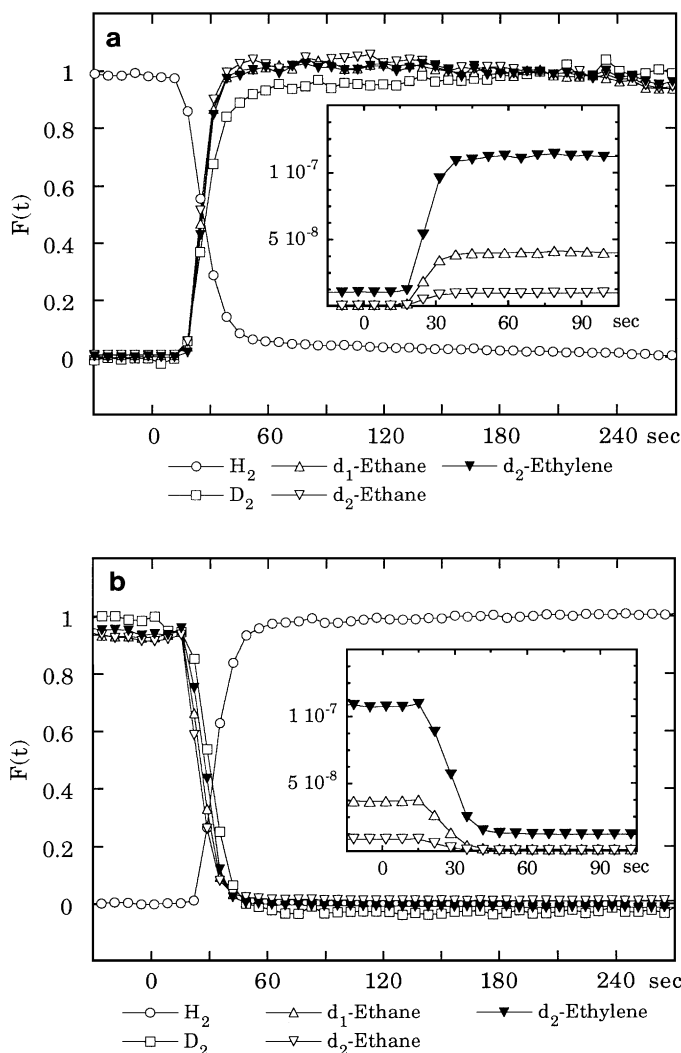 a
F(t)
1
0.8
0.6
0.4
0.2
0
1 10-7
5 10-8
0 30 60 90 sec
0 60 120 180 240 sec
H2 d1-Ethane d2-Ethylene
D2 d2-Ethane
b
F(t)
1
0.8
0.6
0.4
0.2
0
1 10-7
5 10-8
0 30 60 90 sec
0 60 120 180 240 sec
H2 d1-Ethane d2-Ethylene
D2 d2-Ethane